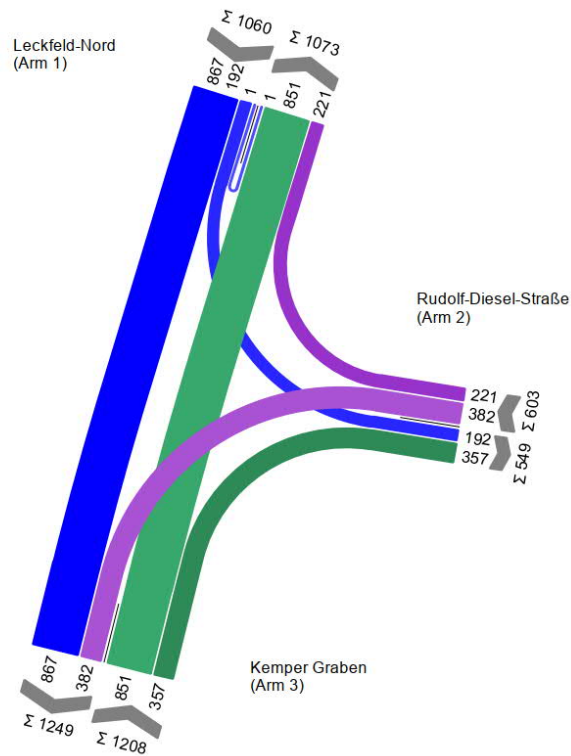 Leckfeld-Nord
(Arm 1)
Σ 1060
Σ 1073
867
192
1
1
851
221
Rudolf-Diesel-Straße
(Arm 2)
221
382
Σ 603
192
357
Σ 549
Kemper Graben
(Arm 3)
867
382
851
357
Σ 1249
Σ 1208